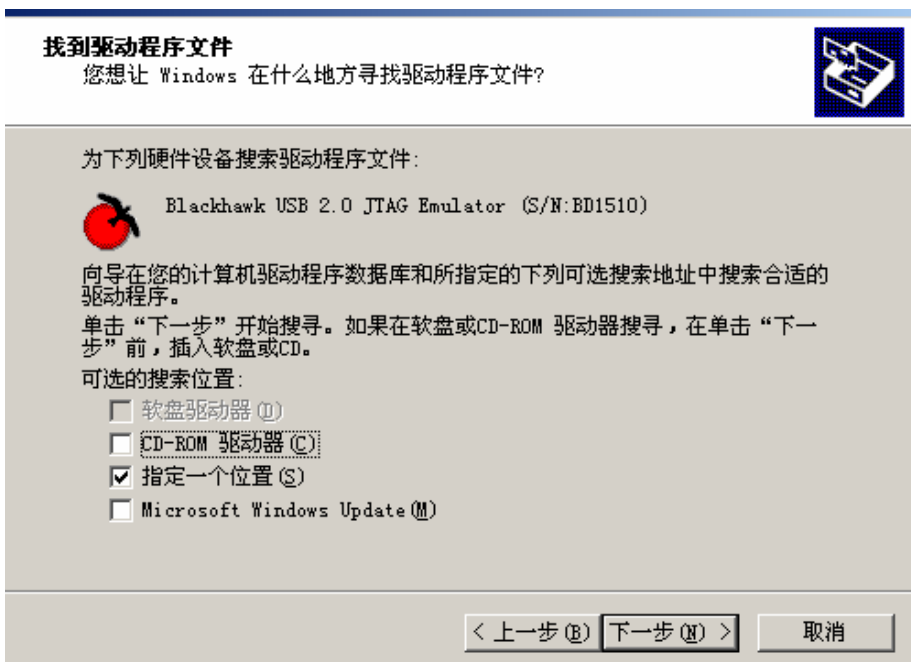 找到驱动程序文件
您想让 Windows 在什么地方寻找驱动程序文件?
为下列硬件设备搜索驱动程序文件:
Blackhawk USB 2.0 JTAG Emulator (S/N:BD1510)
向导在您的计算机驱动程序数据库和所指定的下列可选搜索地址中搜索合适的
驱动程序。
单击“下一步”开始搜寻。如果在软盘或CD-ROM 驱动器搜寻，在单击“下一
步”前，插入软盘或CD。
可选的搜索位置:
软盘驱动器(D)
CD-ROM 驱动器(C)
指定一个位置(S)
Microsoft Windows Update(M)
< 上一步(B) 下一步(N) > 取消